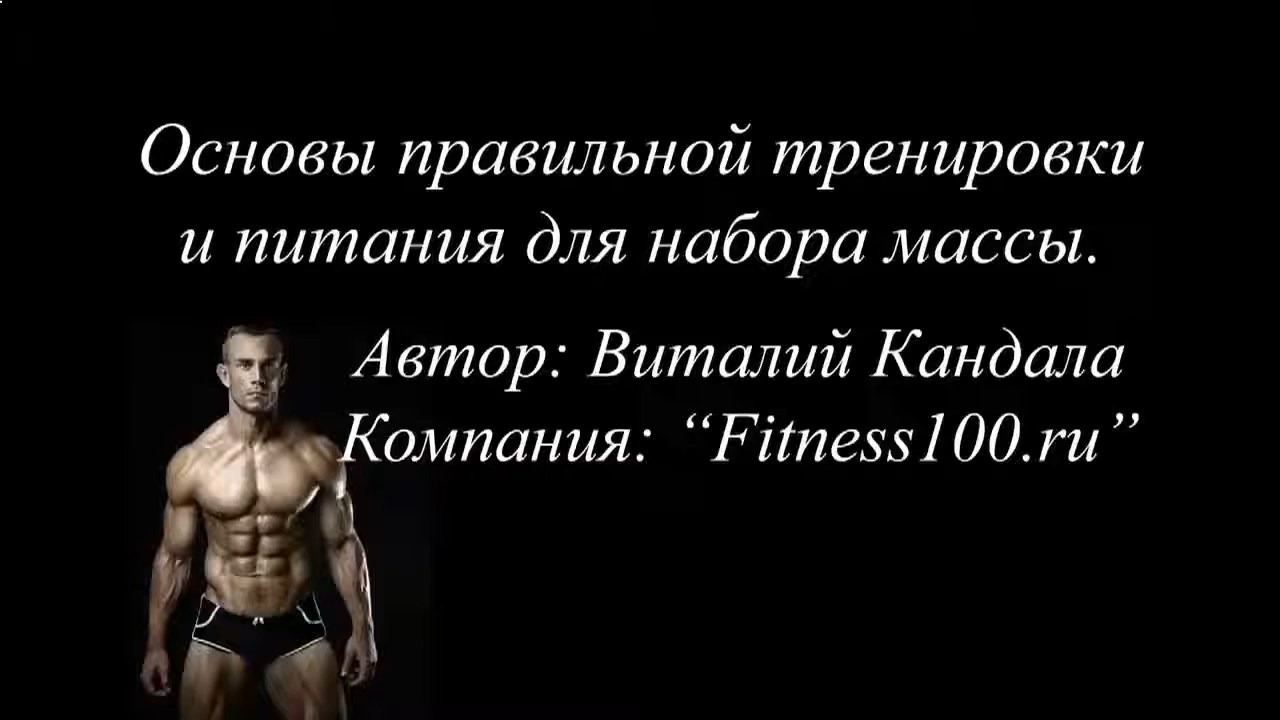 Основы правильной тренировки
и питания для набора массы.
Автор: Виталий Кандала
Компания: “Fitness100.ru”